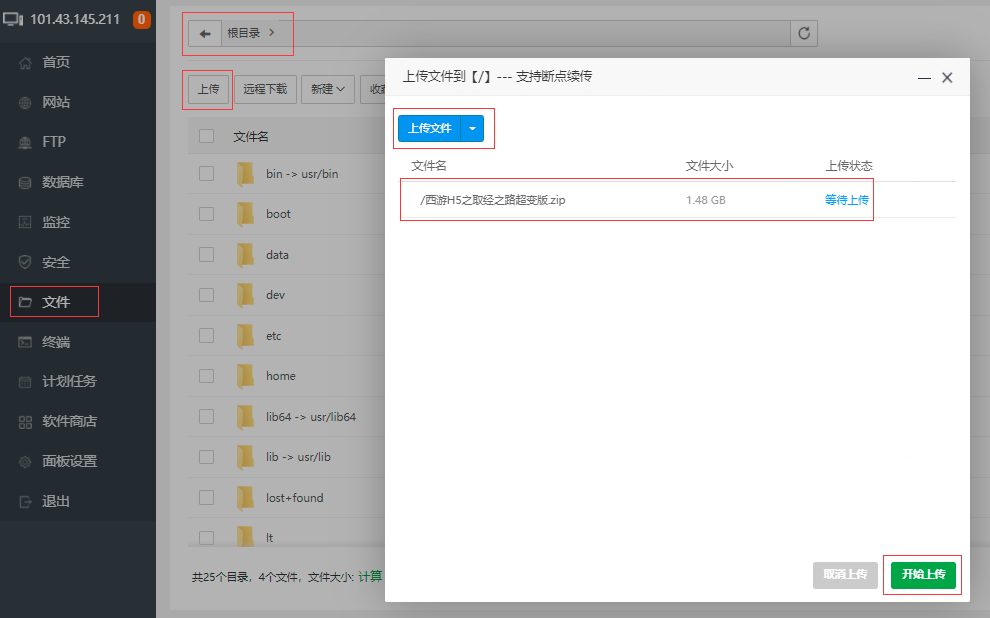 101.43.145.211 0
首页
网站
FTP
数据库
监控
安全
文件
终端
计划任务
软件商店
面板设置
退出
根目录
上传 远程下载 新建
文件名
bin -> usr/bin
boot
data
dev
etc
home
lib64 -> usr/lib64
lib -> usr/lib
lost+found
lt
共25个目录，4个文件，文件大小: 计算
上传文件到【/】--- 支持断点续传
上传文件
文件名 文件大小 上传状态
/西游H5之取经之路超变版.zip 1.48 GB 等待上传
取消上传 开始上传